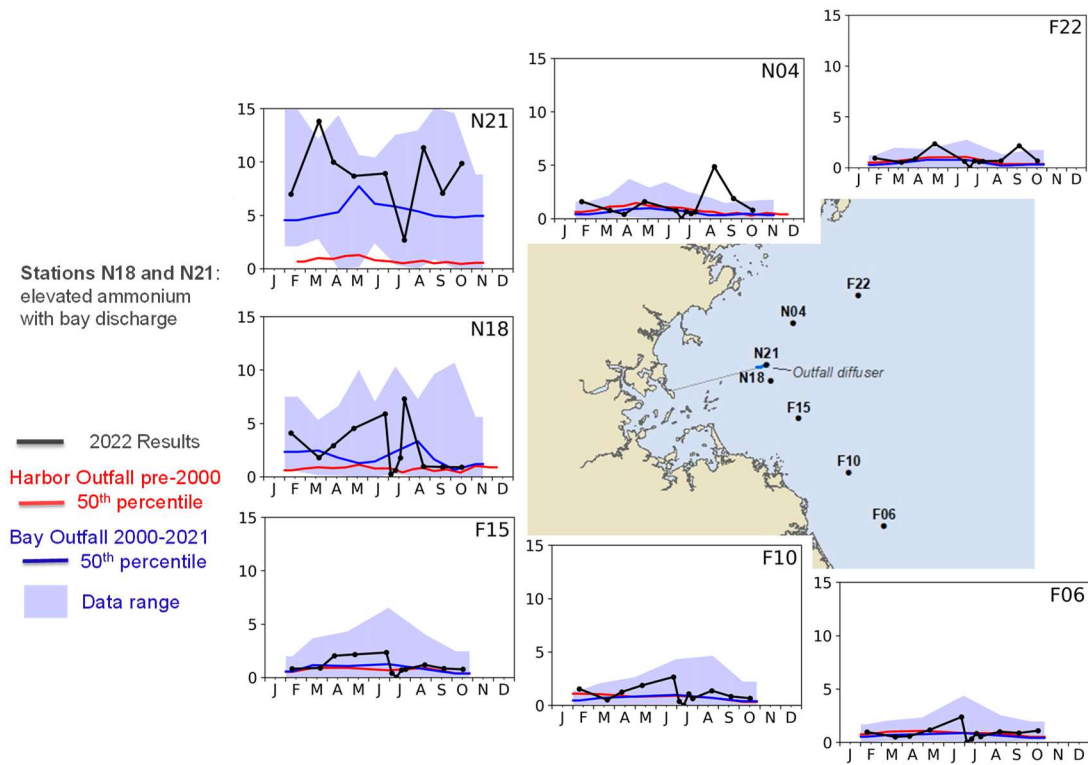 F22
15
10
5
0
J F M A M J J A S O N D
N04
15
10
5
0
J F M A M J J A S O N D
N21
15
10
5
0
J F M A M J J A S O N D
Stations N18 and N21:
elevated ammonium
with bay discharge
N18
15
10
5
0
J F M A M J J A S O N D
2022 Results
Harbor Outfall pre-2000
50th percentile
Bay Outfall 2000-2021
50th percentile
Data range
F15
15
10
5
0
J F M A M J J A S O N D
F22
N04
N21
N18
Outfall diffuser
F15
F10
F06
F10
15
10
5
0
J F M A M J J A S O N D
F06
15
10
5
0
J F M A M J J A S O N D